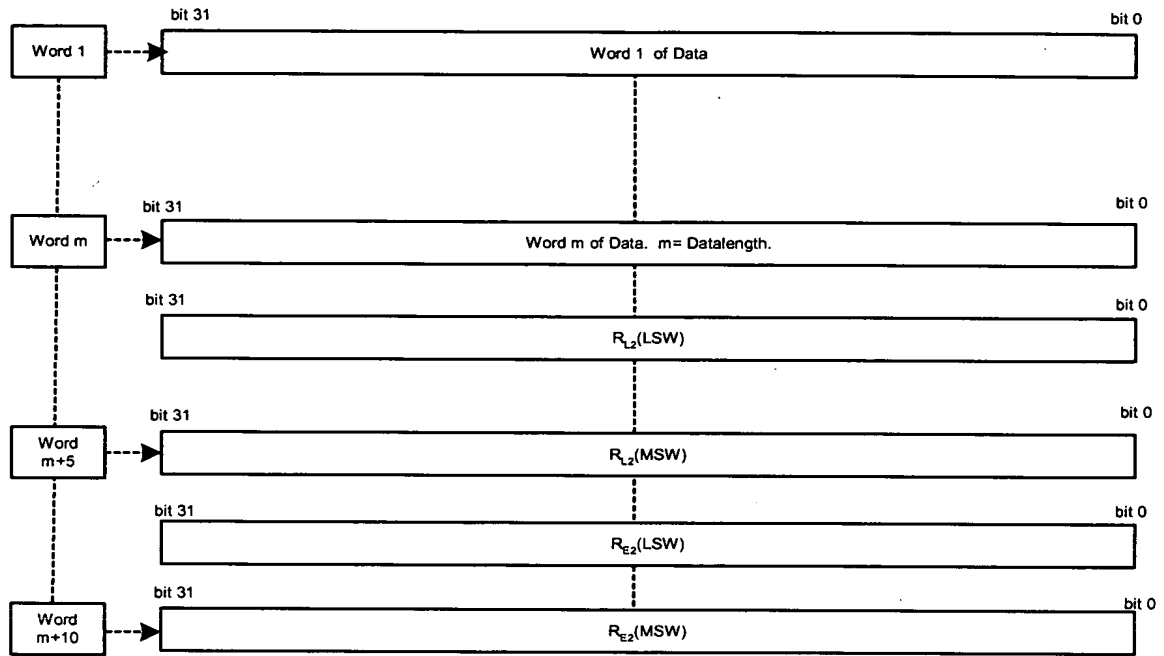 bit 31
bit 0
Word 1
Word 1 of Data
bit 31
bit 0
Word m
Word m of Data. m= Datalength.
bit 31
bit 0
R_L2(LSW)
bit 31
bit 0
Word
m+5
R_L2(MSW)
bit 31
bit 0
R_E2(LSW)
bit 31
bit 0
Word
m+10
R_E2(MSW)